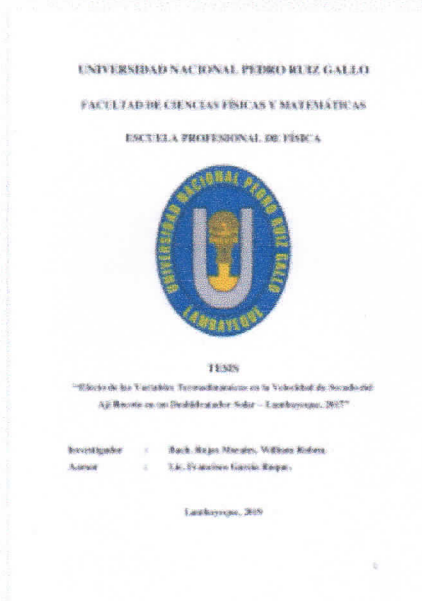 UNIVERSIDAD NACIONAL PEDRO RUIZ GALLO
FACULTAD DE CIENCIAS FÍSICAS Y MATEMÁTICAS
ESCUELA PROFESIONAL DE FÍSICA
UNIVERSIDAD NACIONAL PEDRO RUIZ GALLO
LAMBAYEQUE
TESIS
“Efecto de las Variables Termodinámicas en la Velocidad de Secado del
Ají Rocoto en un Deshidratador Solar – Lambayeque, 2017”
Investigador : Bach. Rojas Morales, William Ruben.
Asesor : Lic. Francisco García Roque.
Lambayeque, 2019